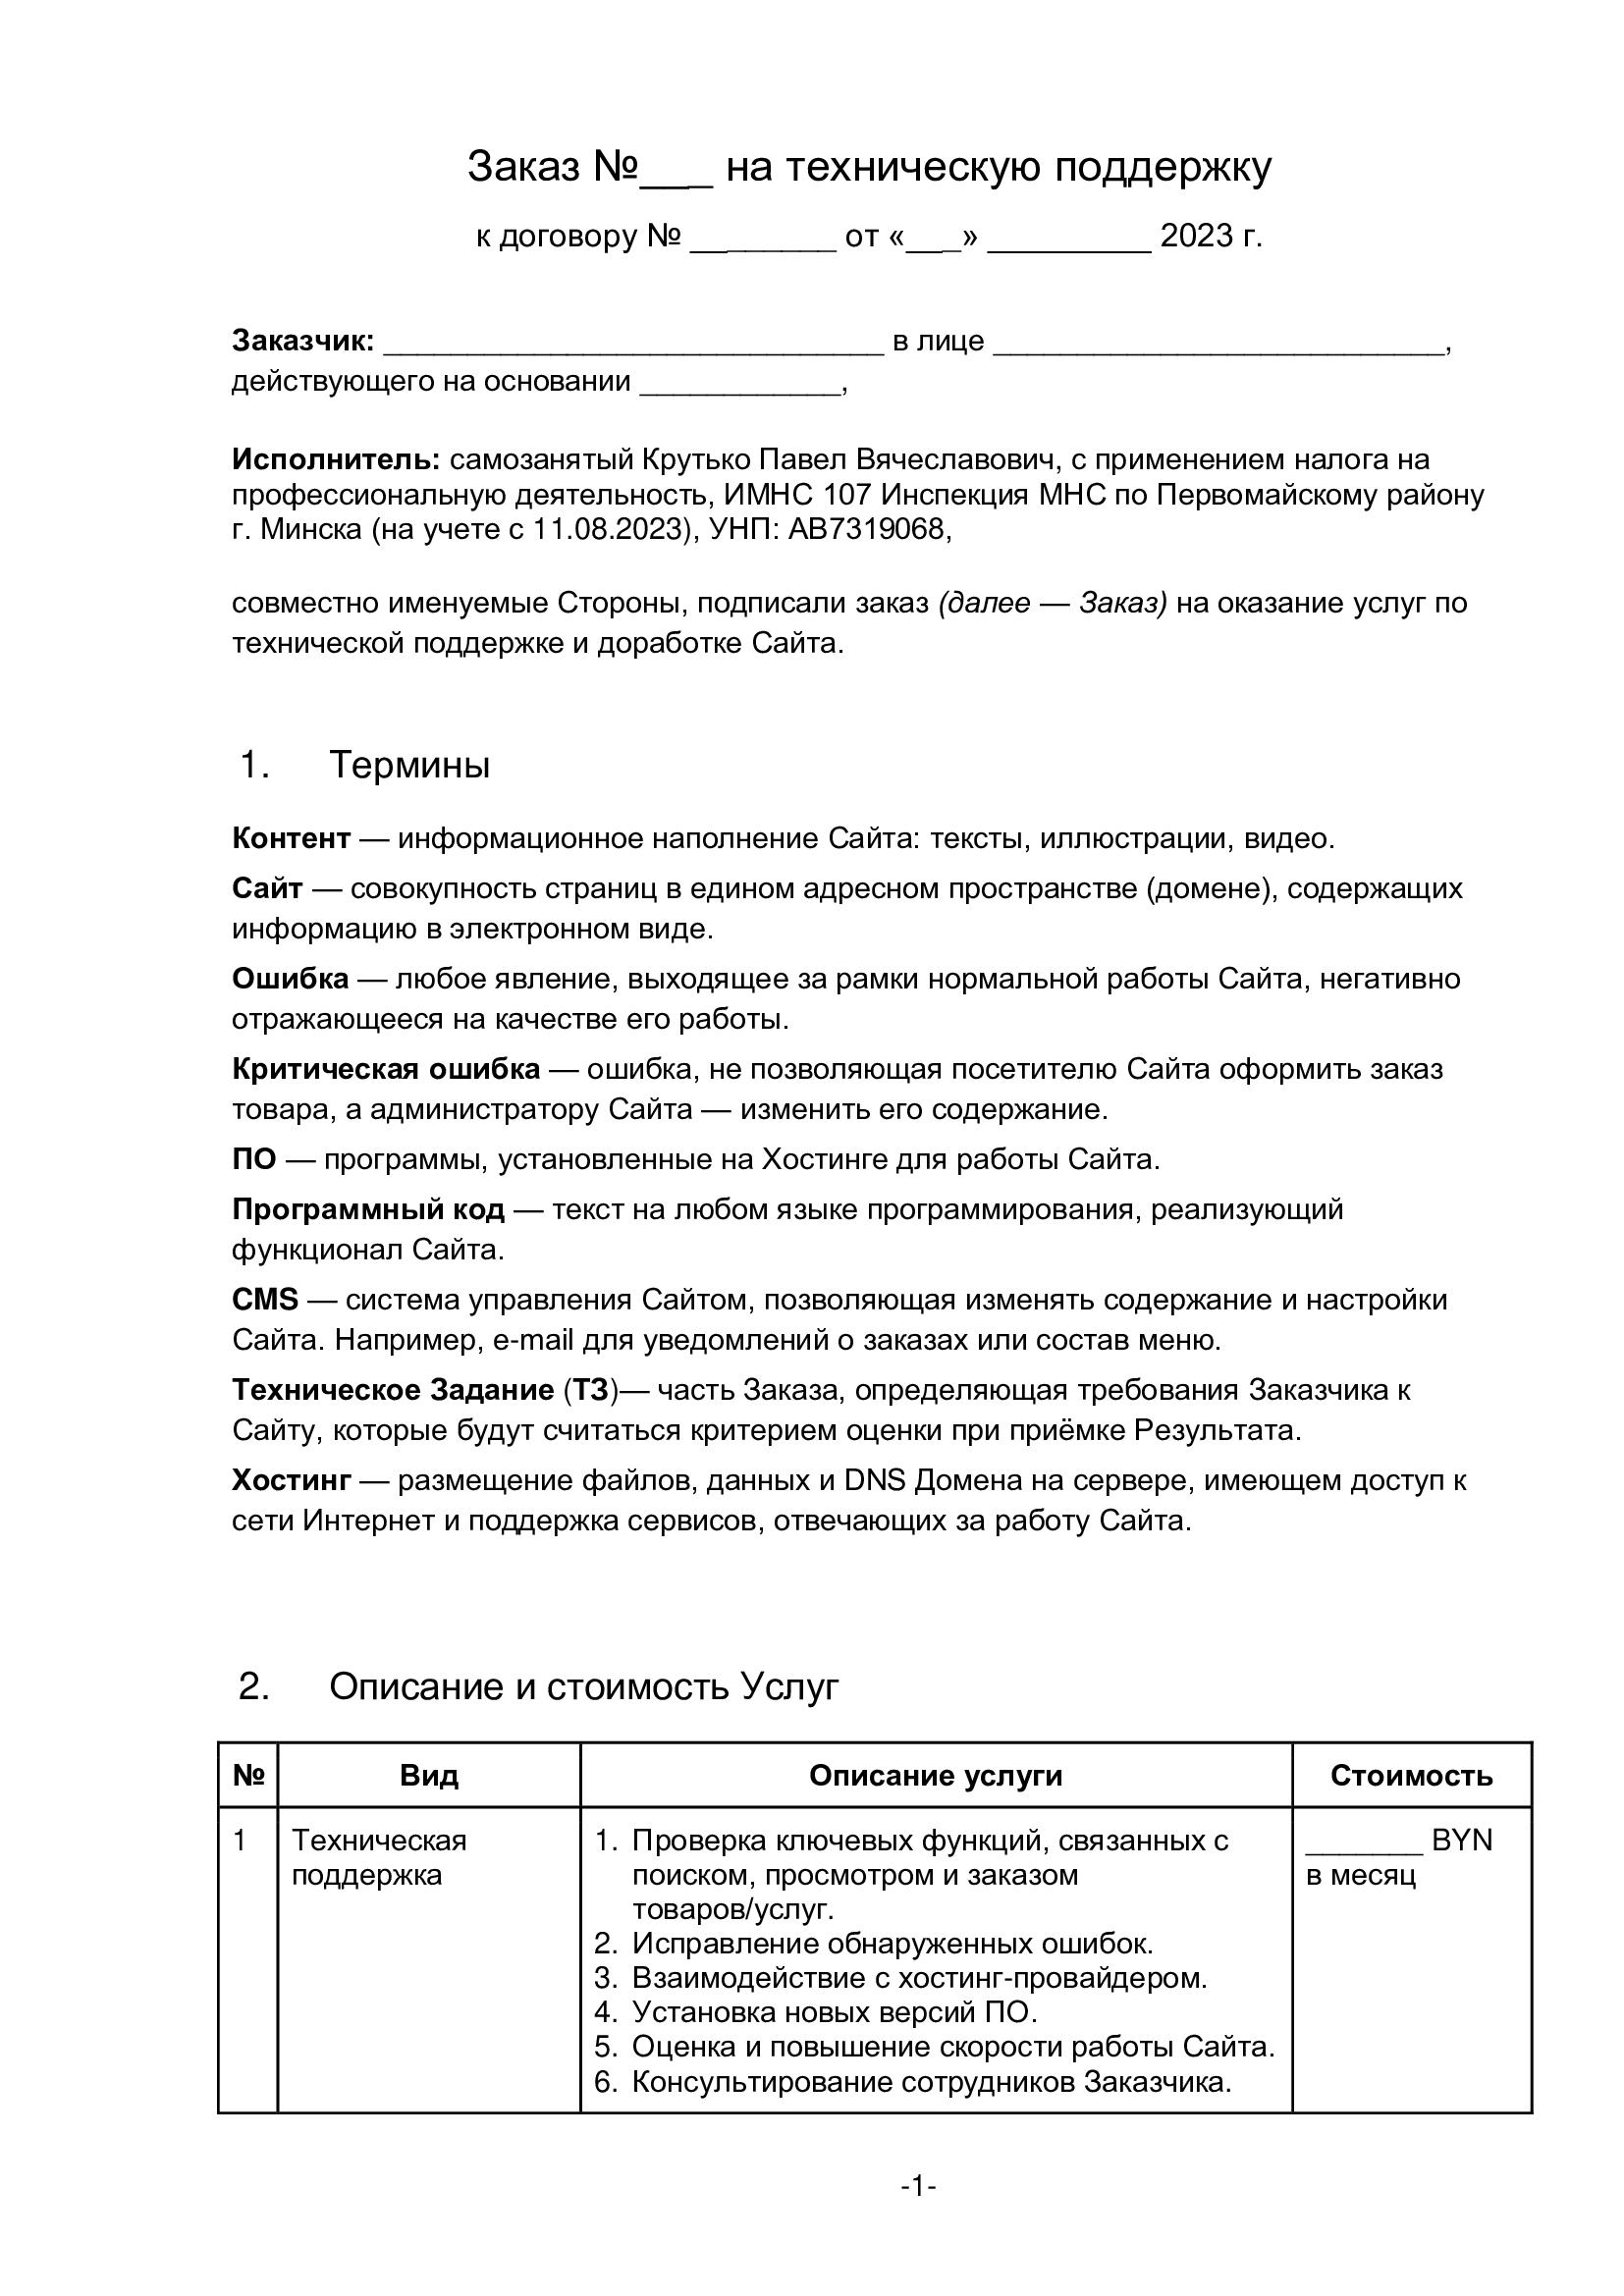 Заказ №___ на техническую поддержку
к договору № ________ от «___» _________ 2023 г.
Заказчик: ______________________________ в лице ___________________________,
действующего на основании ____________,
Исполнитель: самозанятый Крутько Павел Вячеславович, с применением налога на
профессиональную деятельность, ИМНС 107 Инспекция МНС по Первомайскому району
г. Минска (на учете с 11.08.2023), УНП: АВ7319068,
совместно именуемые Стороны, подписали заказ (далее — Заказ) на оказание услуг по
технической поддержке и доработке Сайта.
1. Термины
Контент — информационное наполнение Сайта: тексты, иллюстрации, видео.
Сайт — совокупность страниц в едином адресном пространстве (домене), содержащих
информацию в электронном виде.
Ошибка — любое явление, выходящее за рамки нормальной работы Сайта, негативно
отражающееся на качестве его работы.
Критическая ошибка — ошибка, не позволяющая посетителю Сайта оформить заказ
товара, а администратору Сайта — изменить его содержание.
ПО — программы, установленные на Хостинге для работы Сайта.
Программный код — текст на любом языке программирования, реализующий
функционал Сайта.
CMS — система управления Сайтом, позволяющая изменять содержание и настройки
Сайта. Например, e-mail для уведомлений о заказах или состав меню.
Техническое Задание (ТЗ)— часть Заказа, определяющая требования Заказчика к
Сайту, которые будут считаться критерием оценки при приёмке Результата.
Хостинг — размещение файлов, данных и DNS Домена на сервере, имеющем доступ к
сети Интернет и поддержка сервисов, отвечающих за работу Сайта.
2. Описание и стоимость Услуг
№ Вид Описание услуги Стоимость
1 Техническая 1. Проверка ключевых функций, связанных с _______ BYN
поддержка поиском, просмотром и заказом в месяц
товаров/услуг.
2. Исправление обнаруженных ошибок.
3. Взаимодействие с хостинг-провайдером.
4. Установка новых версий ПО.
5. Оценка и повышение скорости работы Сайта.
6. Консультирование сотрудников Заказчика.
-1-